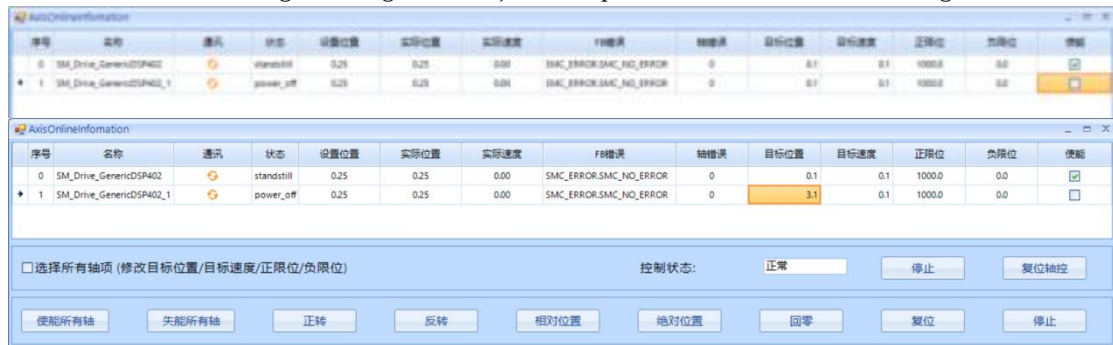 AxisOnlineInfomation
序号 名称 通讯 状态 设置位置 实际位置 实际速度 FB错误 轴错误 目标位置 目标速度 正限位 负限位 使能
0 SM_Drive_GenericDSP402 standstill 0.25 0.25 0.00 SMC_ERROR.SMC_NO_ERROR 0 0.1 0.1 1000.0 0.0
1 SM_Drive_GenericDSP402_1 power_off 0.25 0.25 0.00 SMC_ERROR.SMC_NO_ERROR 0 0.1 0.1 1000.0 0.0
AxisOnlineInfomation
序号 名称 通讯 状态 设置位置 实际位置 实际速度 FB错误 轴错误 目标位置 目标速度 正限位 负限位 使能
0 SM_Drive_GenericDSP402 standstill 0.25 0.25 0.00 SMC_ERROR.SMC_NO_ERROR 0 0.1 0.1 1000.0 0.0
1 SM_Drive_GenericDSP402_1 power_off 0.25 0.25 0.00 SMC_ERROR.SMC_NO_ERROR 0 3.1 0.1 1000.0 0.0
选择所有轴项 (修改目标位置/目标速度/正限位/负限位) 控制状态: 正常 停止 复位轴控
使能所有轴 失能所有轴 正转 反转 相对位置 绝对位置 回零 复位 停止